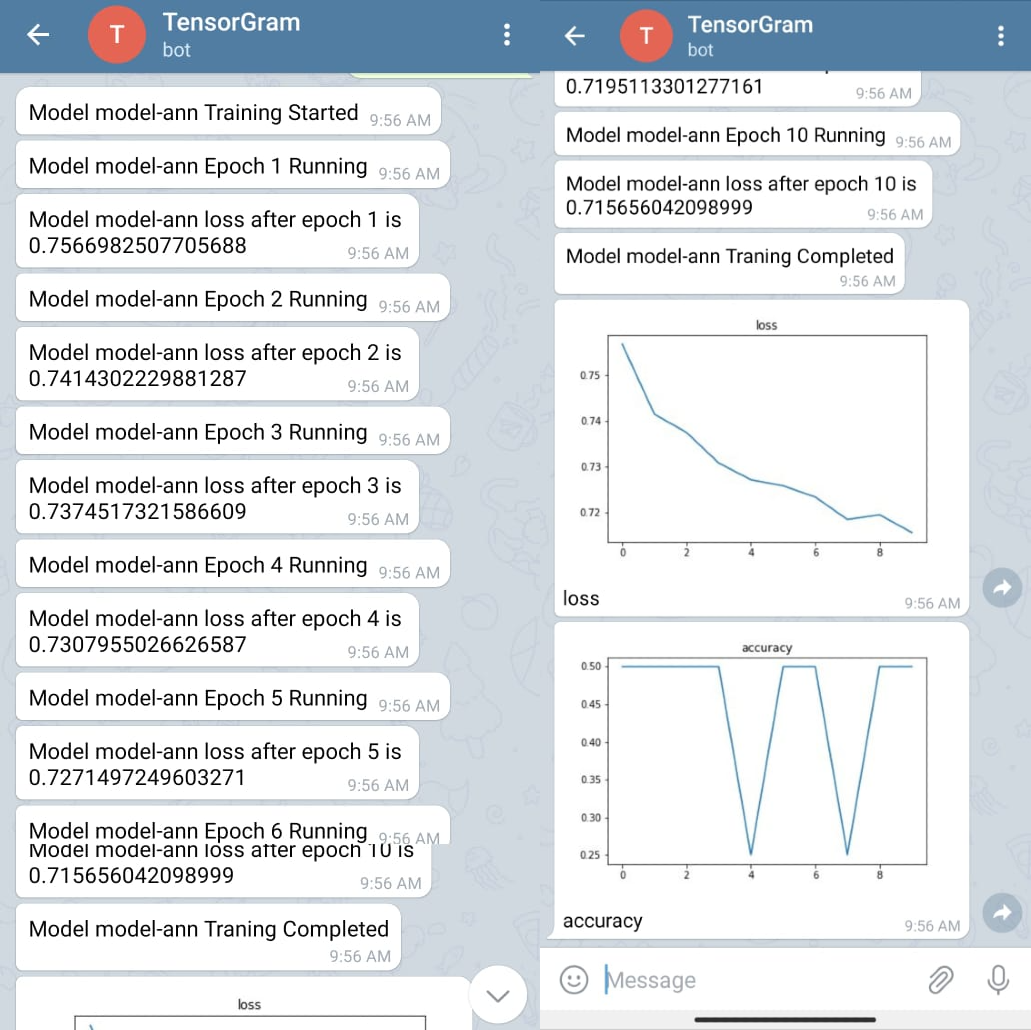 TensorGram
bot
Model model-ann Training Started 9:56 AM
Model model-ann Epoch 1 Running 9:56 AM
Model model-ann loss after epoch 1 is
0.7566982507705688 9:56 AM
Model model-ann Epoch 2 Running 9:56 AM
Model model-ann loss after epoch 2 is
0.7414302229881287 9:56 AM
Model model-ann Epoch 3 Running 9:56 AM
Model model-ann loss after epoch 3 is
0.7374517321586609 9:56 AM
Model model-ann Epoch 4 Running 9:56 AM
Model model-ann loss after epoch 4 is
0.7307955026626587 9:56 AM
Model model-ann Epoch 5 Running 9:56 AM
Model model-ann loss after epoch 5 is
0.7271497249603271 9:56 AM
Model model-ann Epoch 6 Running 9:56 AM
Model model-ann loss after epoch 10 is
0.715656042098999 9:56 AM
Model model-ann Traning Completed
9:56 AM
loss
T
TensorGram
bot
T
0.7195113301277161 9:56 AM
Model model-ann Epoch 10 Running 9:56 AM
Model model-ann loss after epoch 10 is
0.715656042098999 9:56 AM
Model model-ann Traning Completed
9:56 AM
loss
0.75
0.74
0.73
0.72
0 2 4 6 8
loss 9:56 AM
accuracy
0.50
0.45
0.40
0.35
0.30
0.25
0 2 4 6 8
accuracy 9:56 AM
Message